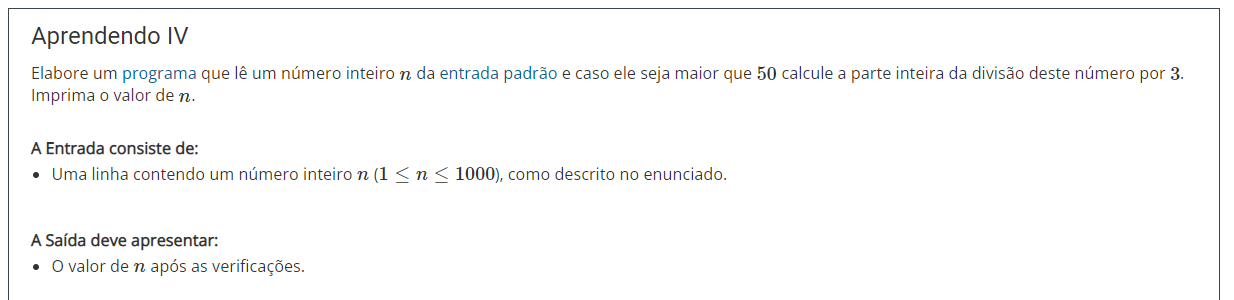 Aprendendo IV
Elabore um programa que lê um número inteiro n da entrada padrão e caso ele seja maior que 50 calcule a parte inteira da divisão deste número por 3.
Imprima o valor de n.
A Entrada consiste de:
• Uma linha contendo um número inteiro n (1 ≤ n ≤ 1000), como descrito no enunciado.
A Saída deve apresentar:
• O valor de n após as verificações.